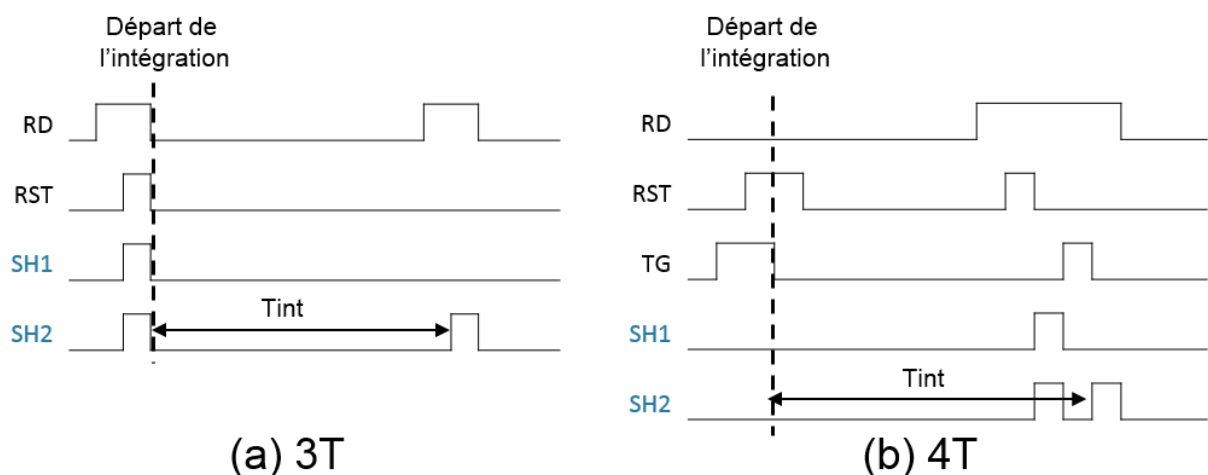 Départ de
l'intégration
RD
RST
SH1
SH2
Tint
(a) 3T
Départ de
l'intégration
RD
RST
TG
SH1
SH2
Tint
(b) 4T